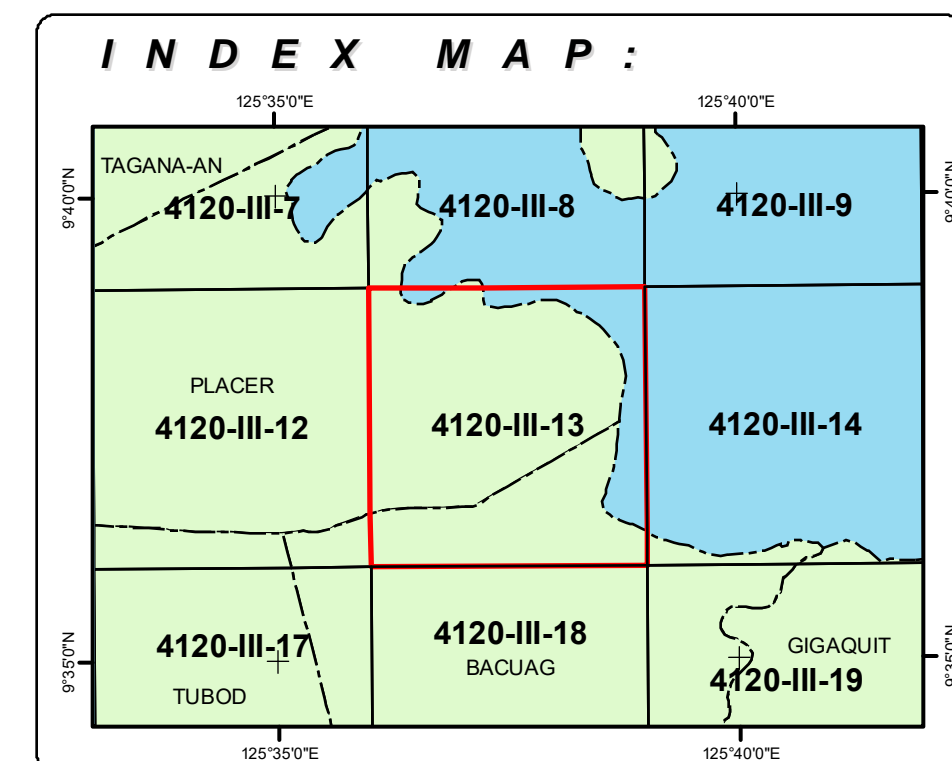 INDEX MAP:
125°35'0"E 125°40'0"E
TAGANA-AN
9°40'0"N 4120-III-7 4120-III-8 4120-III-9 9°40'0"N
PLACER
4120-III-12 4120-III-13 4120-III-14
4120-III-17 4120-III-18 GIGAQUIT
9°35'0"N BACUAG 4120-III-19 9°35'0"N
TUBOD
125°35'0"E 125°40'0"E